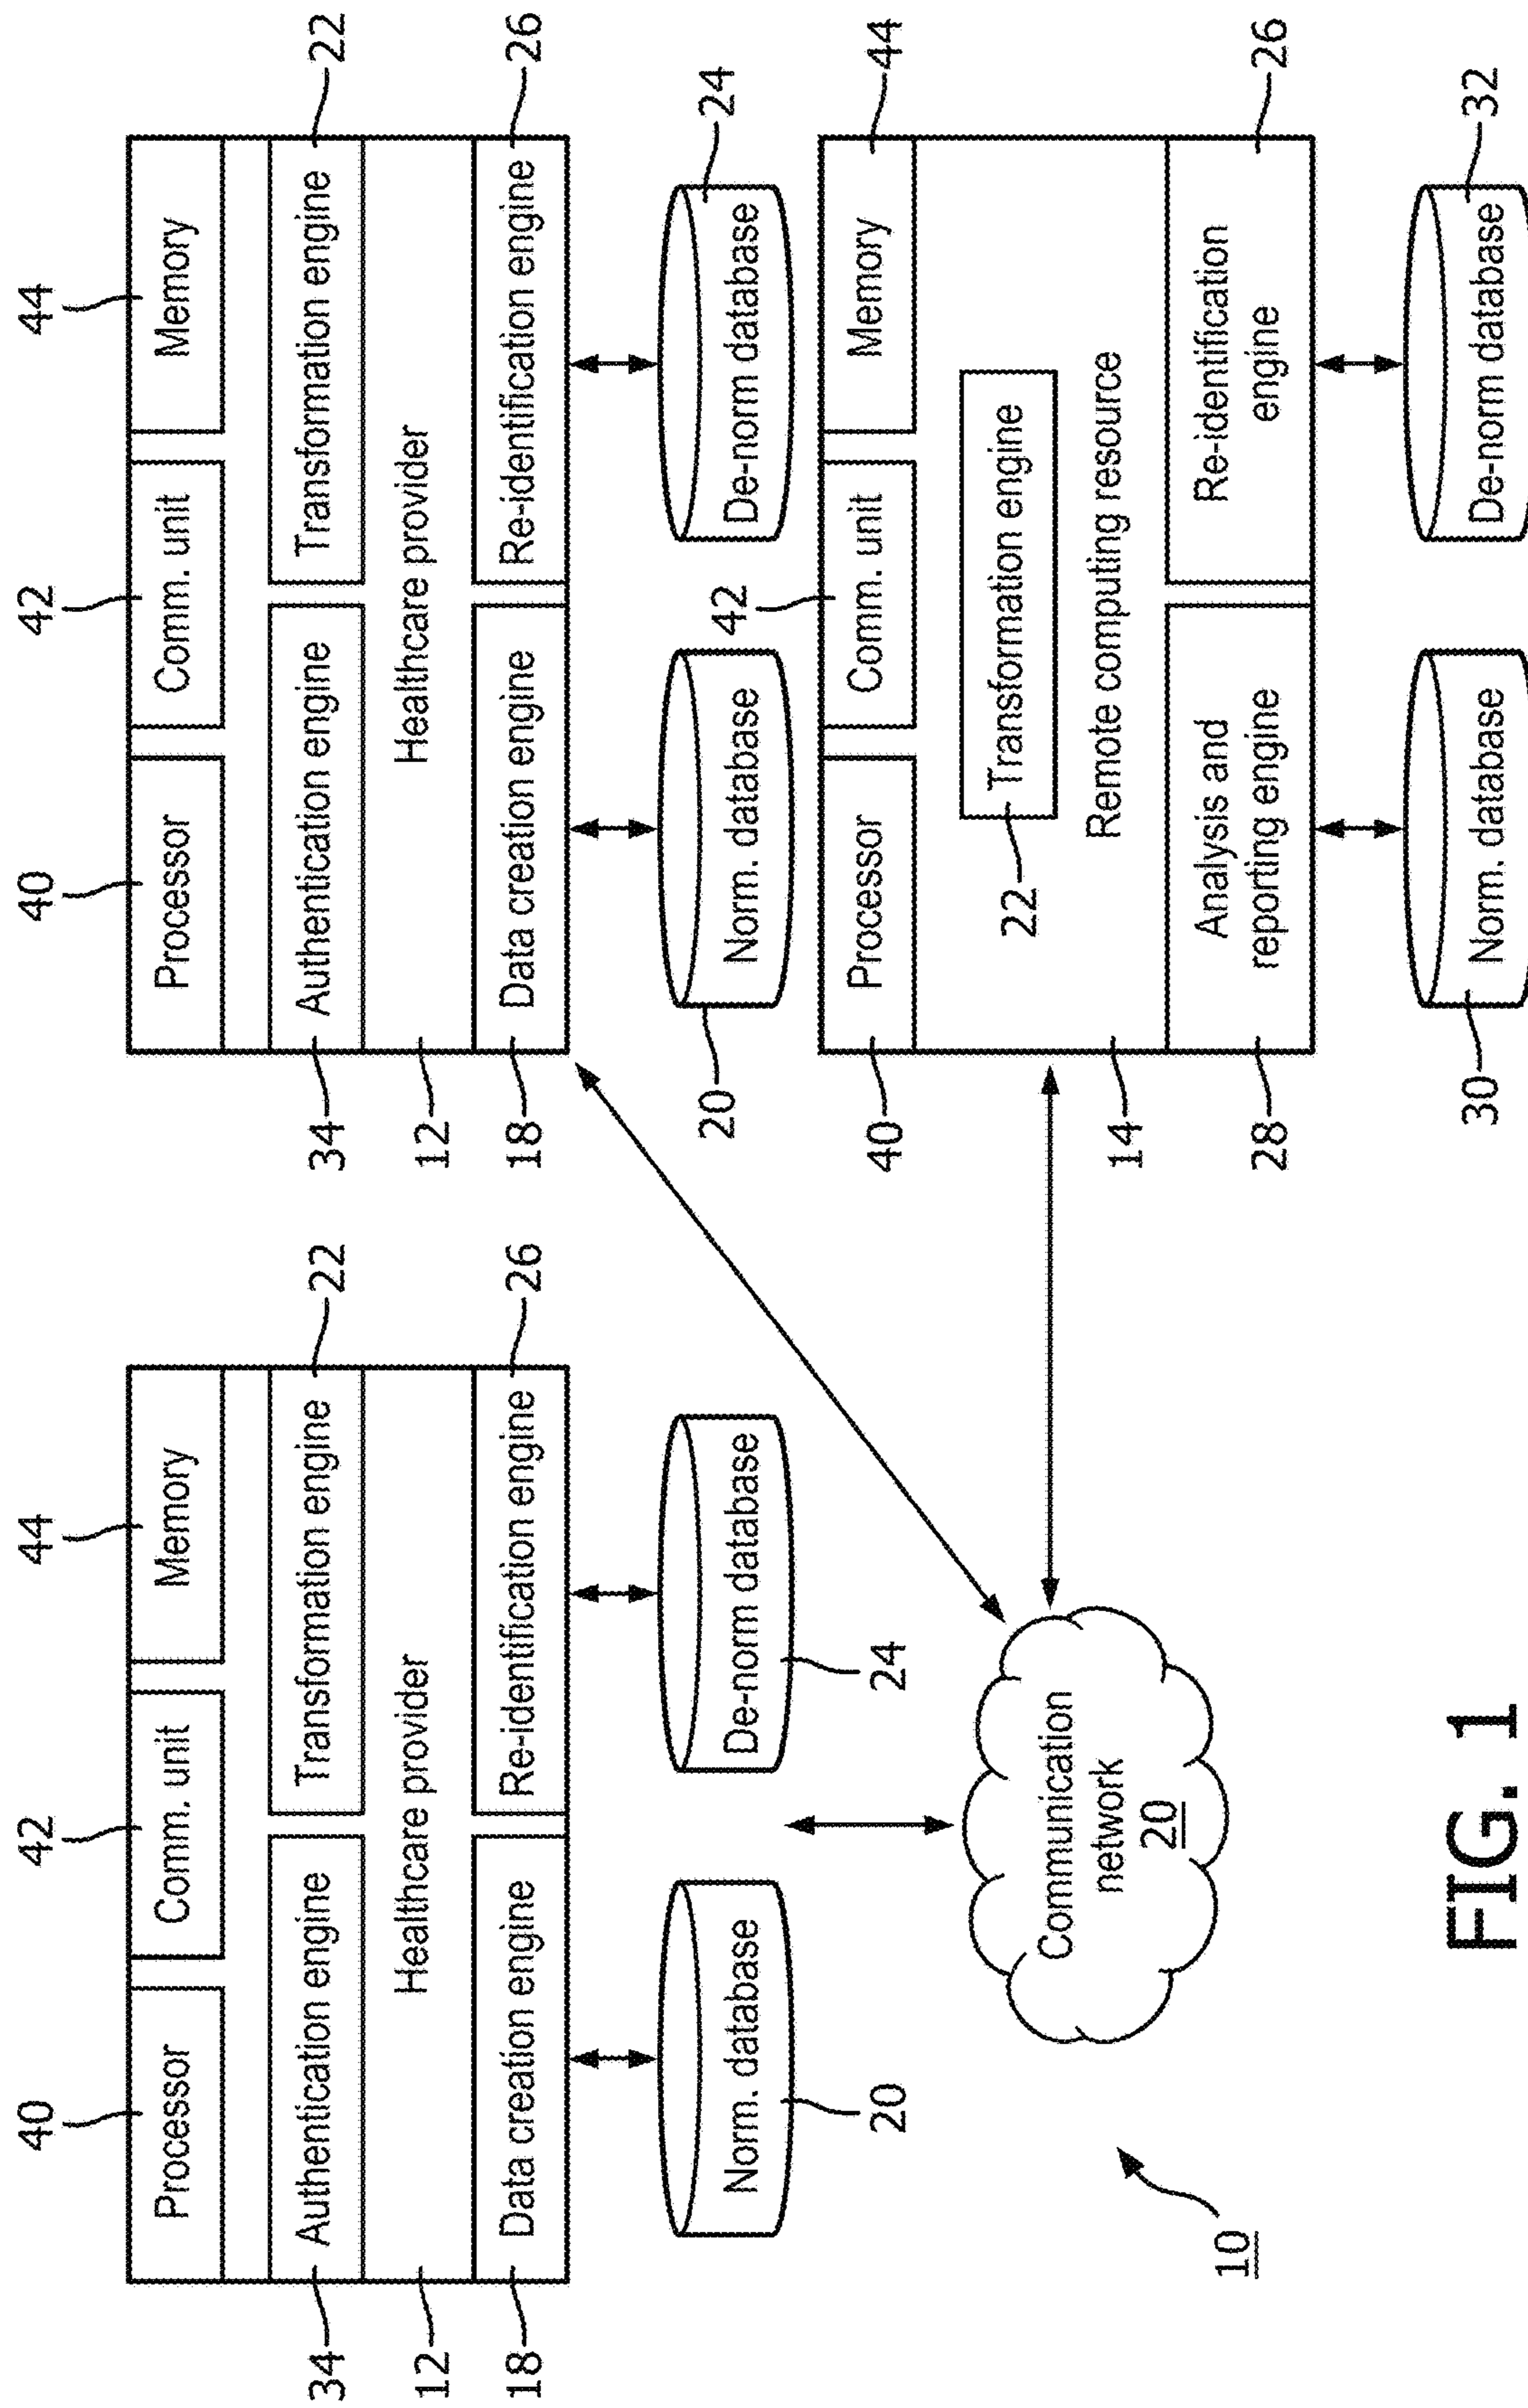 40
42
44
Processor
Comm. unit
Memory
34
Authentication engine
Transformation engine
22
12
Healthcare provider
18
Data creation engine
Re-identification engine
26
Norm. database
De-norm database
20
24
40
42
44
Processor
Comm. unit
Memory
34
Authentication engine
Transformation engine
22
12
Healthcare provider
18
Data creation engine
Re-identification engine
26
20
Norm. database
De-norm database
24
Communication
network
20
10
40
Processor
42
Comm. unit
Memory
44
22
Transformation engine
14
Remote computing resource
28
Analysis and
reporting engine
Re-identification
engine
26
30
Norm. database
De-norm database
32
FIG. 1